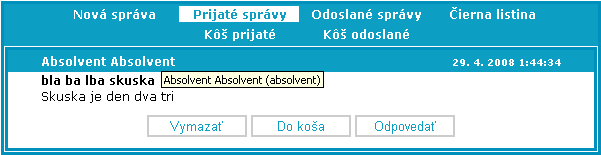 Nová správa Prijaté správy Odoslané správy Čierna listina
Kôš prijaté Kôš odoslané
Absolvent Absolvent 29. 4. 2008 1:44:34
bla ba lba skuska Absolvent Absolvent (absolvent)
Skuska je den dva tri
Vymazať Do koša Odpovedať